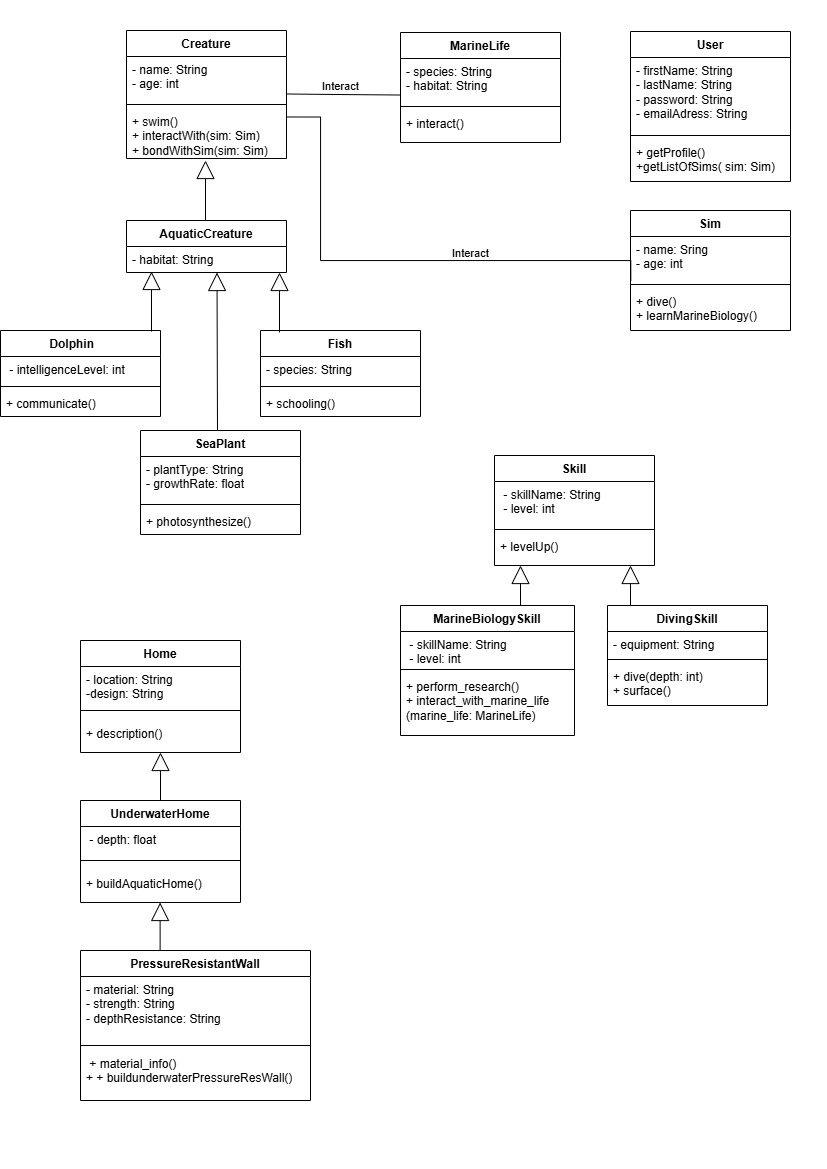 Creature
- name: String
- age: int
+ swim()
+ interactWith(sim: Sim)
+ bondWithSim(sim: Sim)
Interact
MarineLife
- species: String
- habitat: String
+ interact()
User
- firstName: String
- lastName: String
- password: String
- emailAdress: String
+ getProfile()
+getListOfSims( sim: Sim)
AquaticCreature
- habitat: String
Interact
Sim
- name: Sring
- age: int
+ dive()
+ learnMarineBiology()
Dolphin
- intelligenceLevel: int
+ communicate()
Fish
- species: String
+ schooling()
SeaPlant
- plantType: String
- growthRate: float
+ photosynthesize()
Skill
- skillName: String
- level: int
+ levelUp()
MarineBiologySkill
- skillName: String
- level: int
+ perform_research()
+ interact_with_marine_life
(marine_life: MarineLife)
DivingSkill
- equipment: String
+ dive(depth: int)
+ surface()
Home
- location: String
-design: String
+ description()
UnderwaterHome
- depth: float
+ buildAquaticHome()
PressureResistantWall
- material: String
- strength: String
- depthResistance: String
+ material_info()
+ + buildunderwaterPressureResWall()